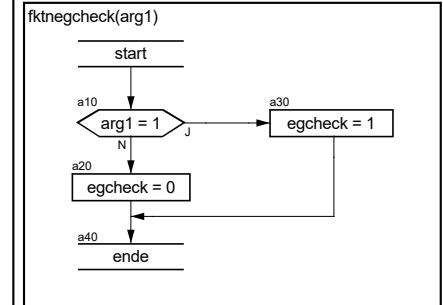 fktnegcheck(arg1)
start
a10
arg1 = 1
J
N
a30
egcheck = 1
a20
egcheck = 0
a40
ende